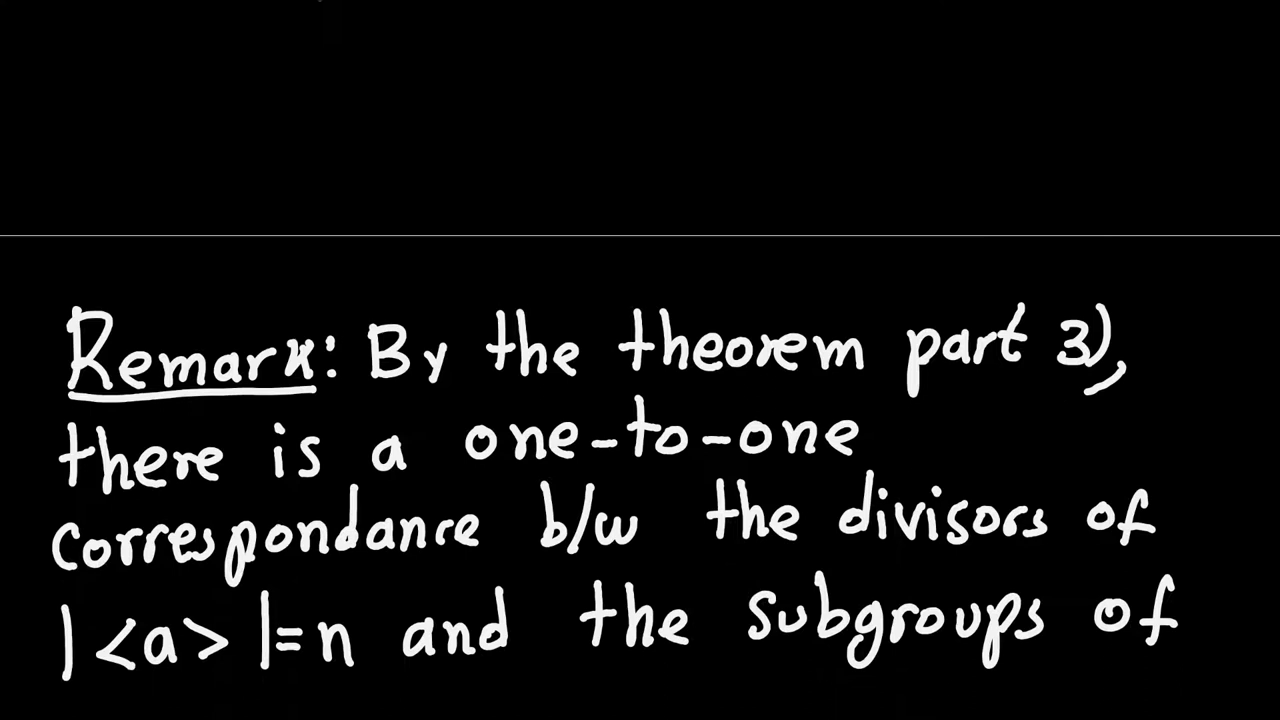 Remark: By the theorem part 3),
there is a one-to-one
correspondance b/w the divisors of
|<a>|=n and the subgroups of